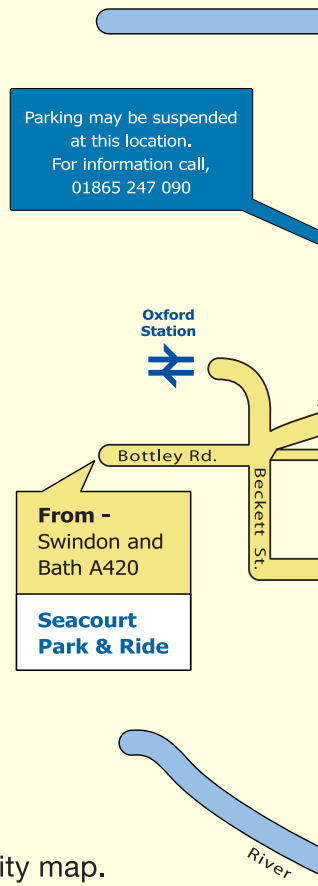 Parking may be suspended
at this location.
For information call,
01865 247 090
Oxford
Station
Bottley Rd.
Beckett St.
From -
Swindon and
Bath A420
Seacourt
Park & Ride
River
ity map.